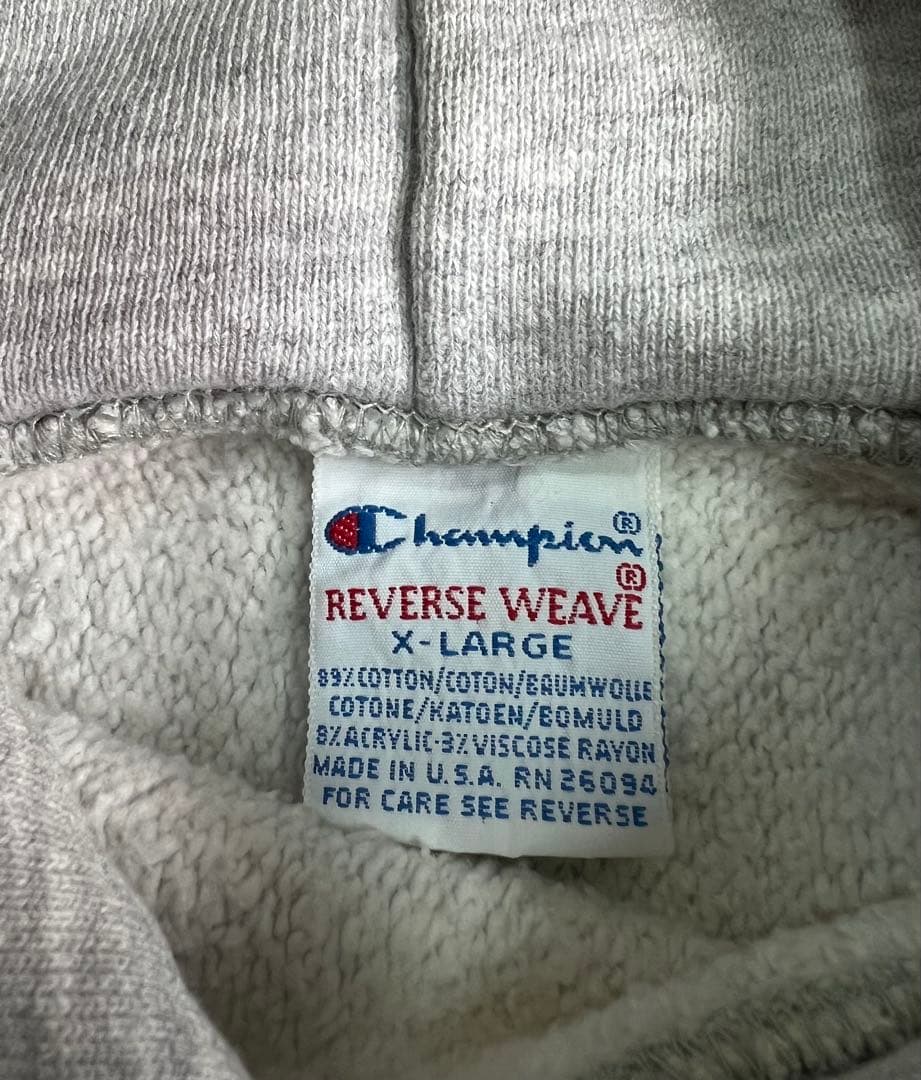 Champion®
REVERSE WEAVE®
X-LARGE
89% COTTON/COTON/BAUMWOLLE
COTONE/KATOEN/BOMULD
8% ACRYLIC-3% VISCOSE RAYON
MADE IN U.S.A. RN 26094
FOR CARE SEE REVERSE